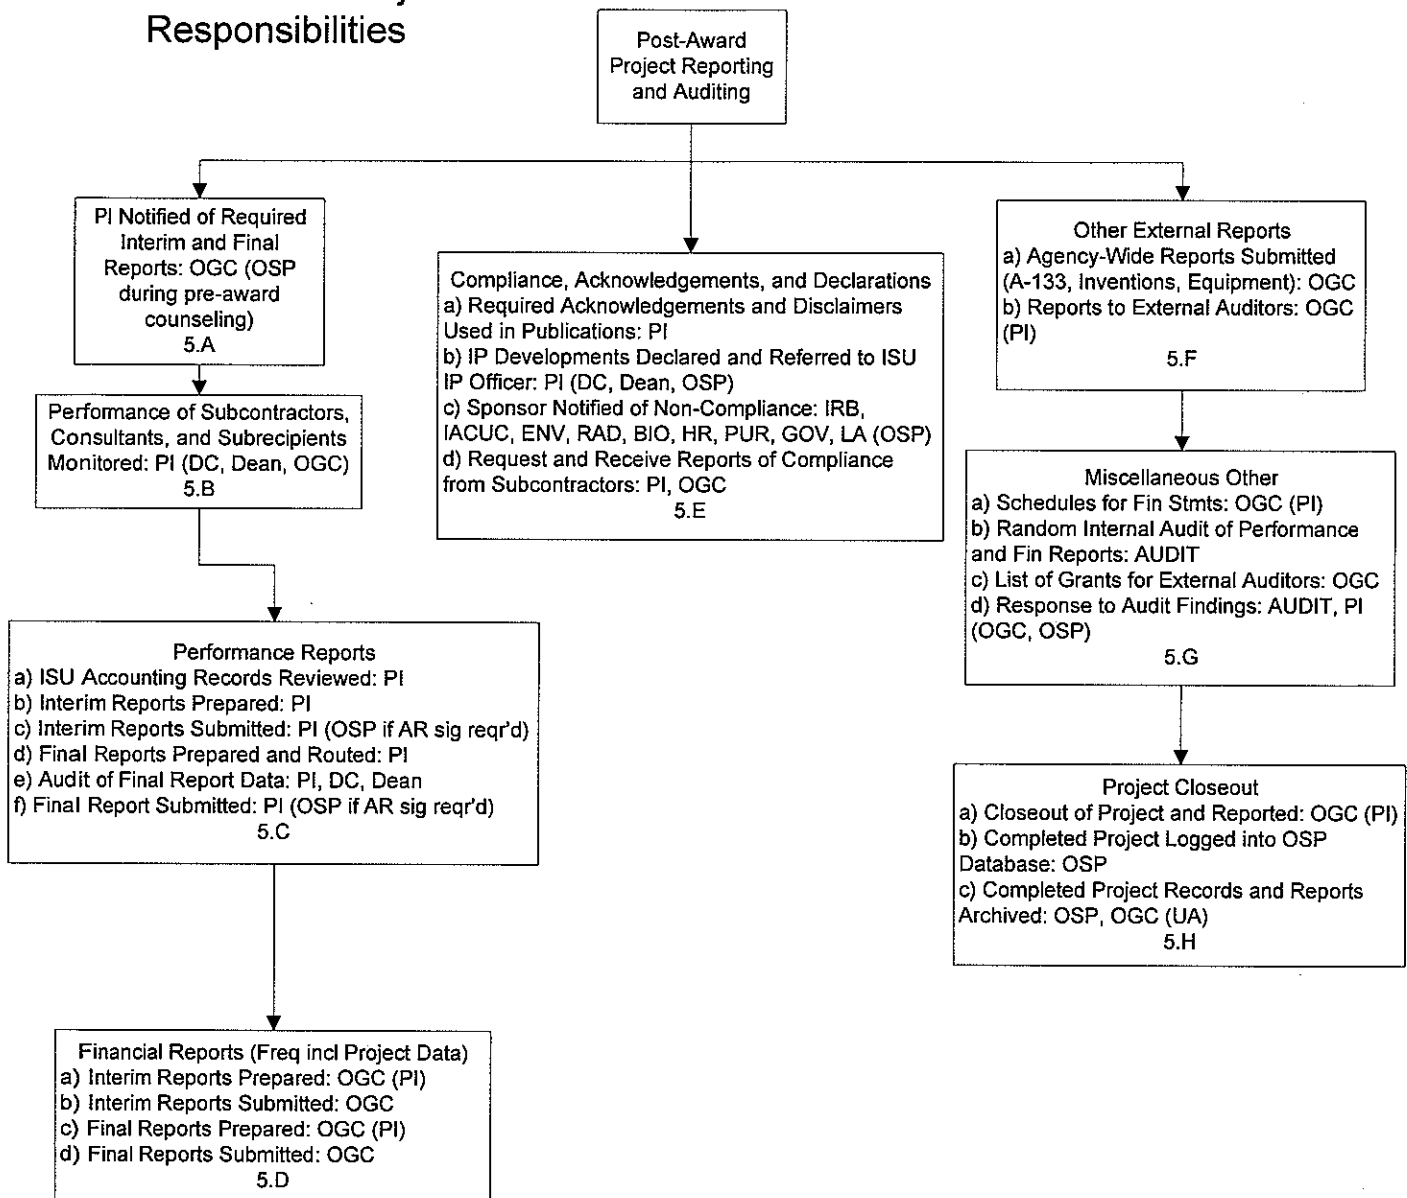 Responsibilities
Post-Award
Project Reporting
and Auditing
PI Notified of Required
Interim and Final
Reports: OGC (OSP
during pre-award
counseling)
5.A
Performance of Subcontractors,
Consultants, and Subrecipients
Monitored: PI (DC, Dean, OGC)
5.B
Performance Reports
a) ISU Accounting Records Reviewed: PI
b) Interim Reports Prepared: PI
c) Interim Reports Submitted: PI (OSP if AR sig reqr'd)
d) Final Reports Prepared and Routed: PI
e) Audit of Final Report Data: PI, DC, Dean
f) Final Report Submitted: PI (OSP if AR sig reqr'd)
5.C
Financial Reports (Freq incl Project Data)
a) Interim Reports Prepared: OGC (PI)
b) Interim Reports Submitted: OGC
c) Final Reports Prepared: OGC (PI)
d) Final Reports Submitted: OGC
5.D
Compliance, Acknowledgements, and Declarations
a) Required Acknowledgements and Disclaimers
Used in Publications: PI
b) IP Developments Declared and Referred to ISU
IP Officer: PI (DC, Dean, OSP)
c) Sponsor Notified of Non-Compliance: IRB,
IACUC, ENV, RAD, BIO, HR, PUR, GOV, LA (OSP)
d) Request and Receive Reports of Compliance
from Subcontractors: PI, OGC
5.E
Other External Reports
a) Agency-Wide Reports Submitted
(A-133, Inventions, Equipment): OGC
b) Reports to External Auditors: OGC
(PI)
5.F
Miscellaneous Other
a) Schedules for Fin Stmts: OGC (PI)
b) Random Internal Audit of Performance
and Fin Reports: AUDIT
c) List of Grants for External Auditors: OGC
d) Response to Audit Findings: AUDIT, PI
(OGC, OSP)
5.G
Project Closeout
a) Closeout of Project and Reported: OGC (PI)
b) Completed Project Logged into OSP
Database: OSP
c) Completed Project Records and Reports
Archived: OSP, OGC (UA)
5.H